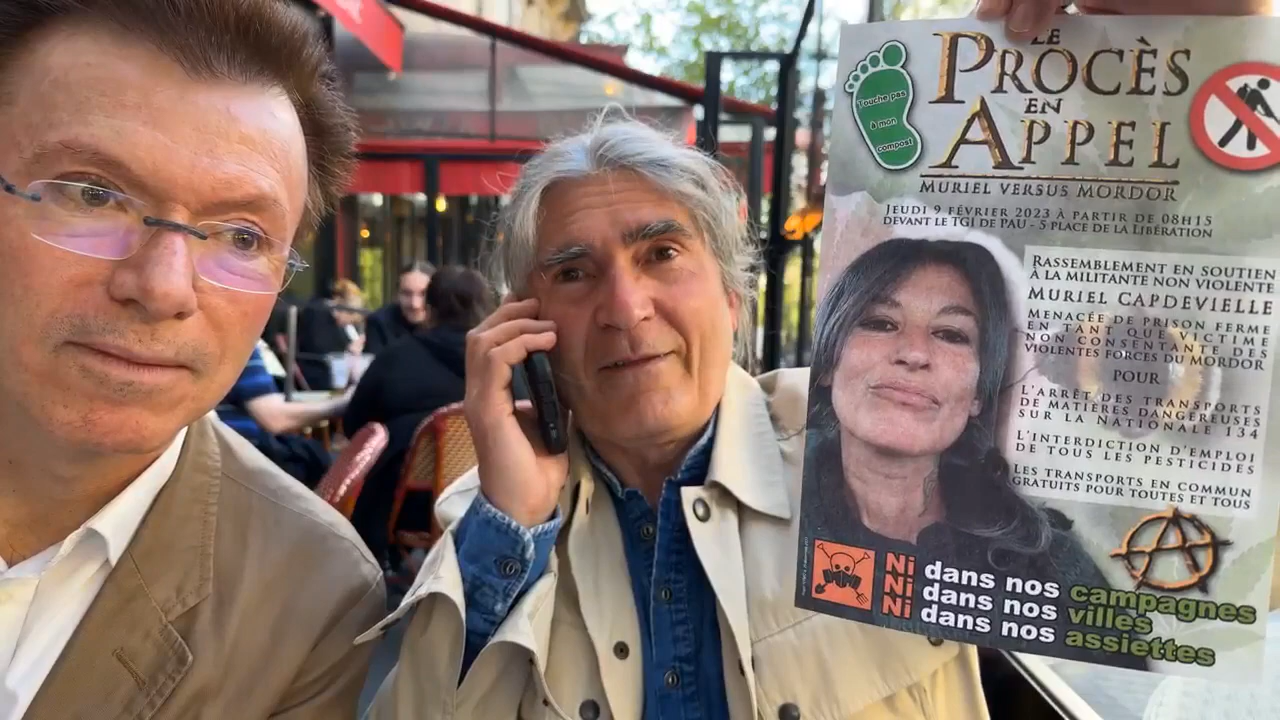 LE
PROCÈS
EN
APPEL
MURIEL VERSUS MORDOR
JEUDI 9 FÉVRIER 2023 À PARTIR DE 08H15
DEVANT LE TGI DE PAU - 5 PLACE DE LA LIBÉRATION
Touche pas
à mon
compost
RASSEMBLEMENT EN SOUTIEN
À LA MILITANTE NON VIOLENTE
MURIEL CAPDEVIELLE
MENACÉE DE PRISON FERME
EN TANT QUE VICTIME
NON CONSENTANTE DES
VIOLENTES FORCES DU MORDOR
POUR
L'ARRÊT DES TRANSPORTS
DE MATIÈRES DANGEREUSES
SUR LA NATIONALE 134
L'INTERDICTION D'EMPLOI
DE TOUS LES PESTICIDES
LES TRANSPORTS EN COMMUN
GRATUITS POUR TOUTES ET TOUS
Ni dans nos campagnes
Ni dans nos villes
Ni dans nos assiettes